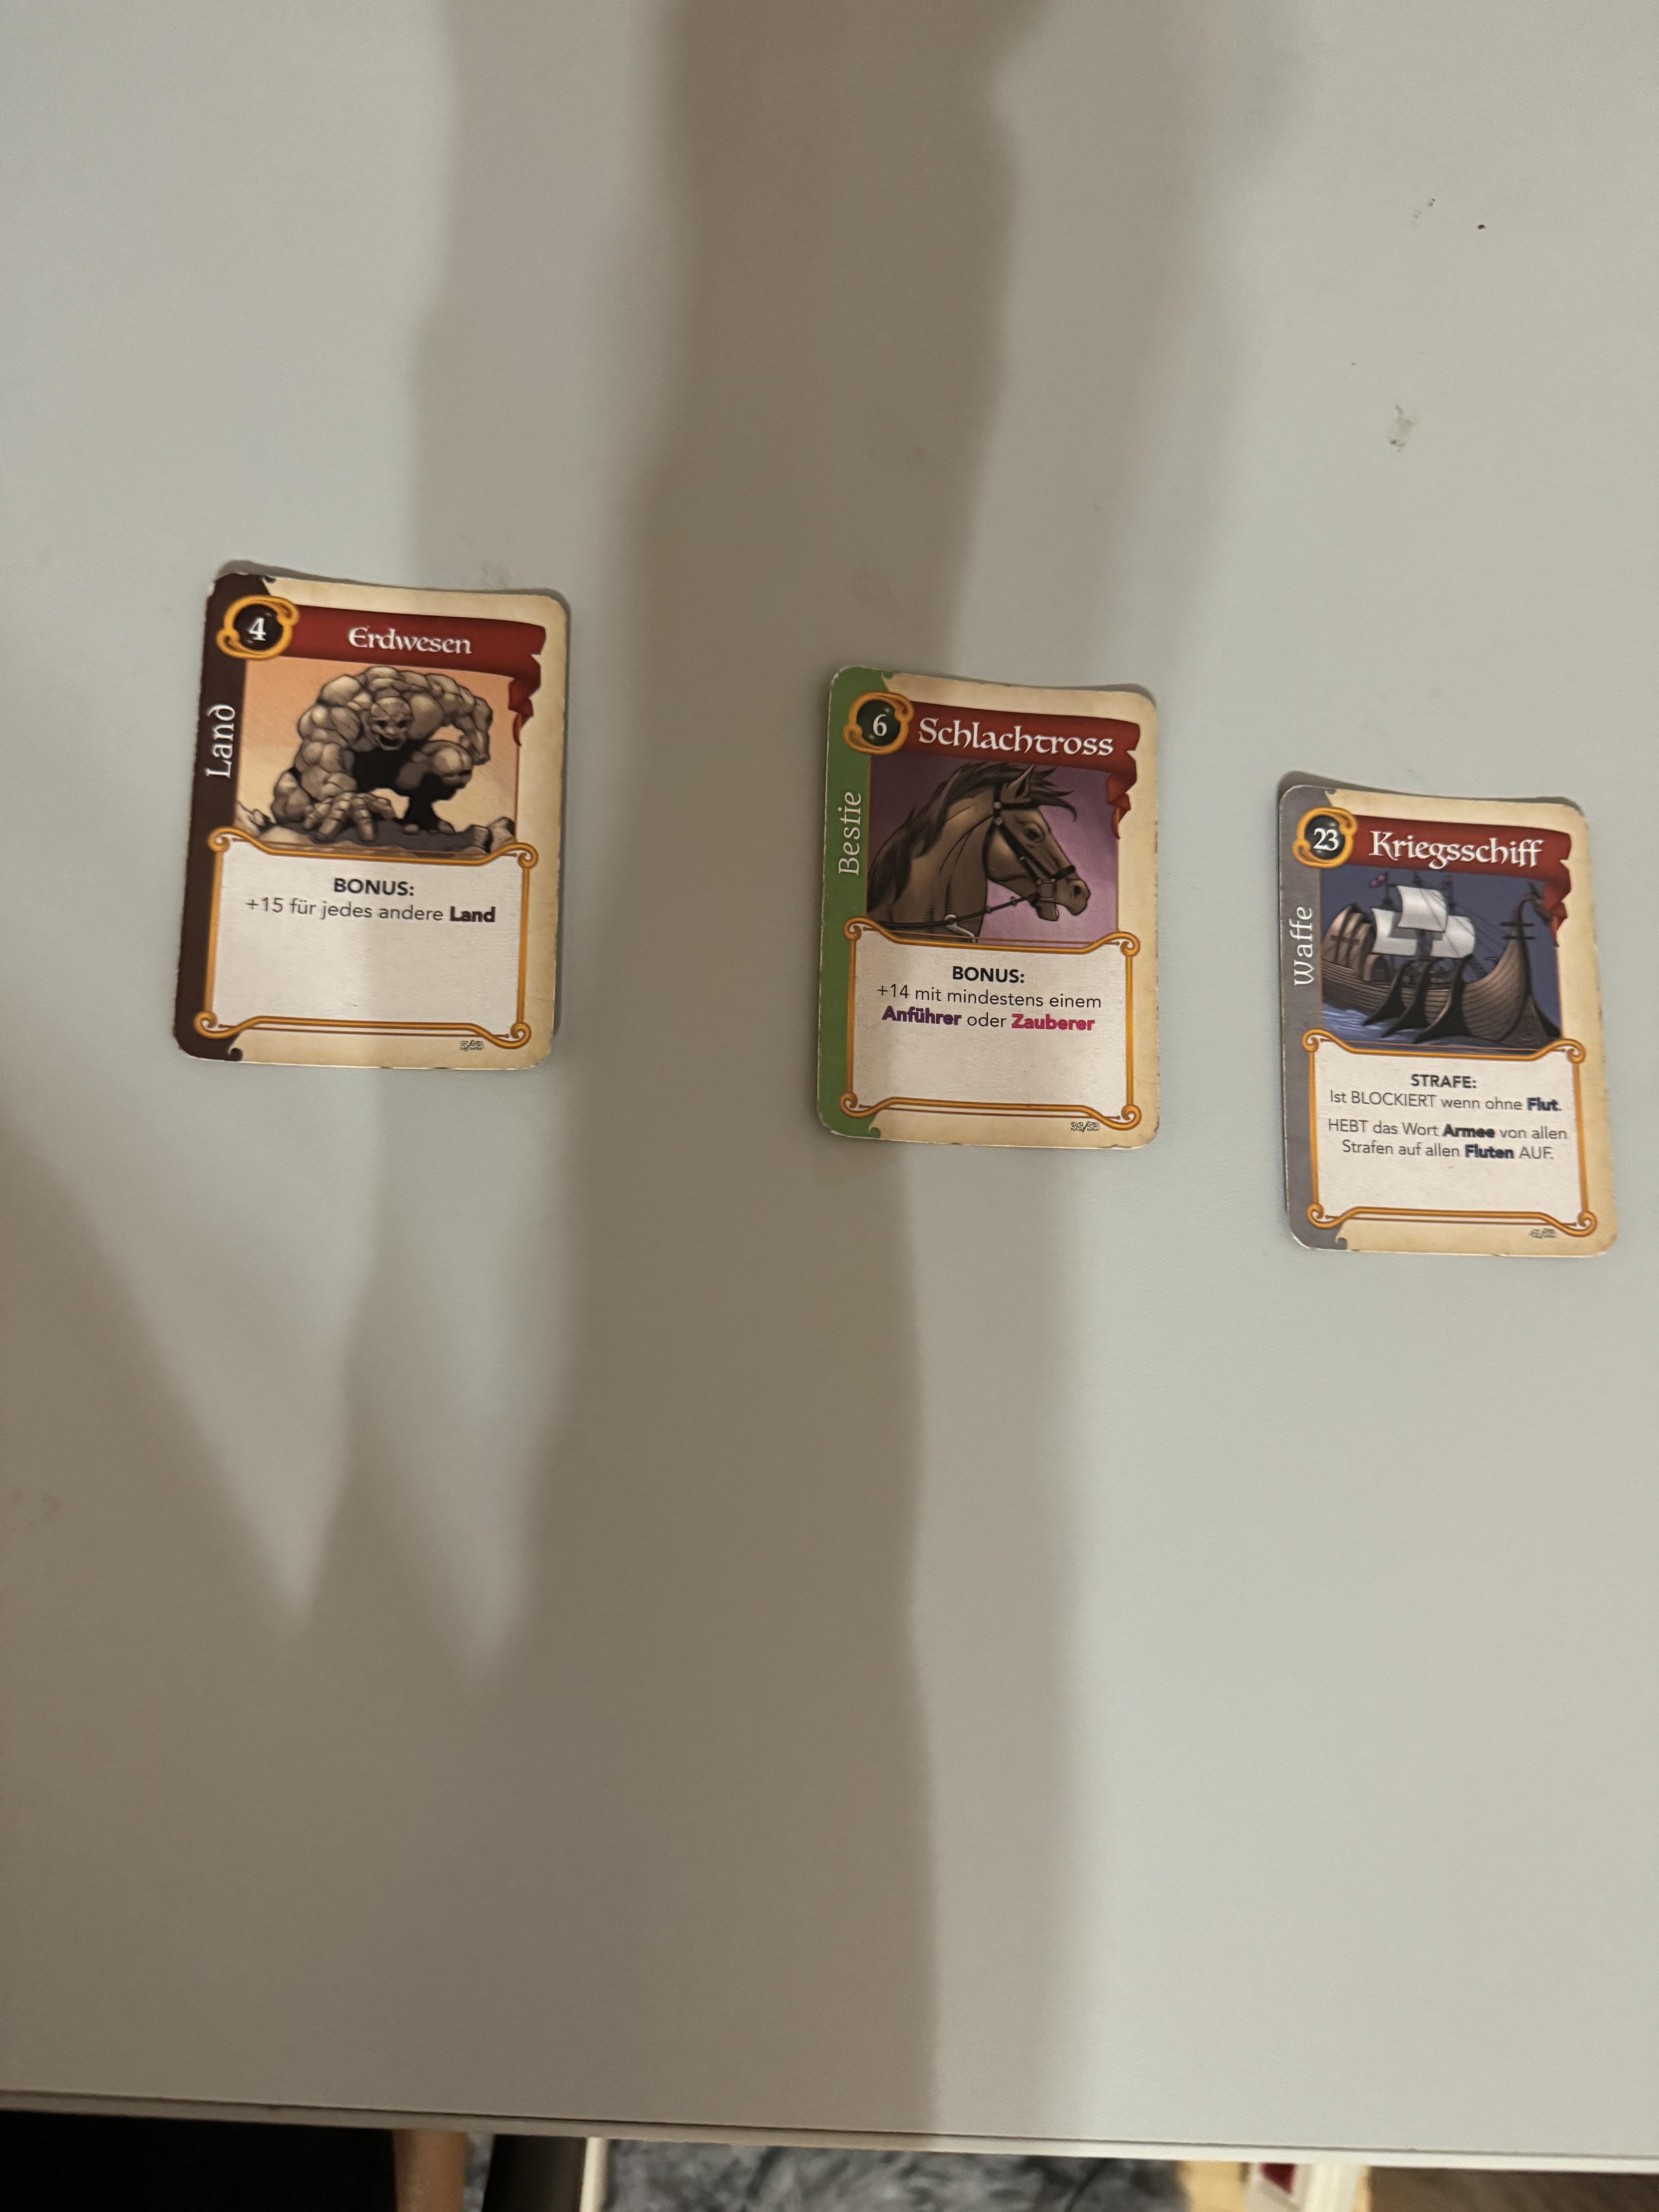 Land
4
Erdwesen
BONUS:
+15 für jedes andere Land
5/53
Bestie
6
Schlachtross
BONUS:
+14 mit mindestens einem
Anführer oder Zauberer
Waffe
23
Kriegsschiff
STRAFE:
Ist BLOCKIERT wenn ohne Flut.
HEBT das Wort Armee von allen
Strafen auf allen Fluten AUF.